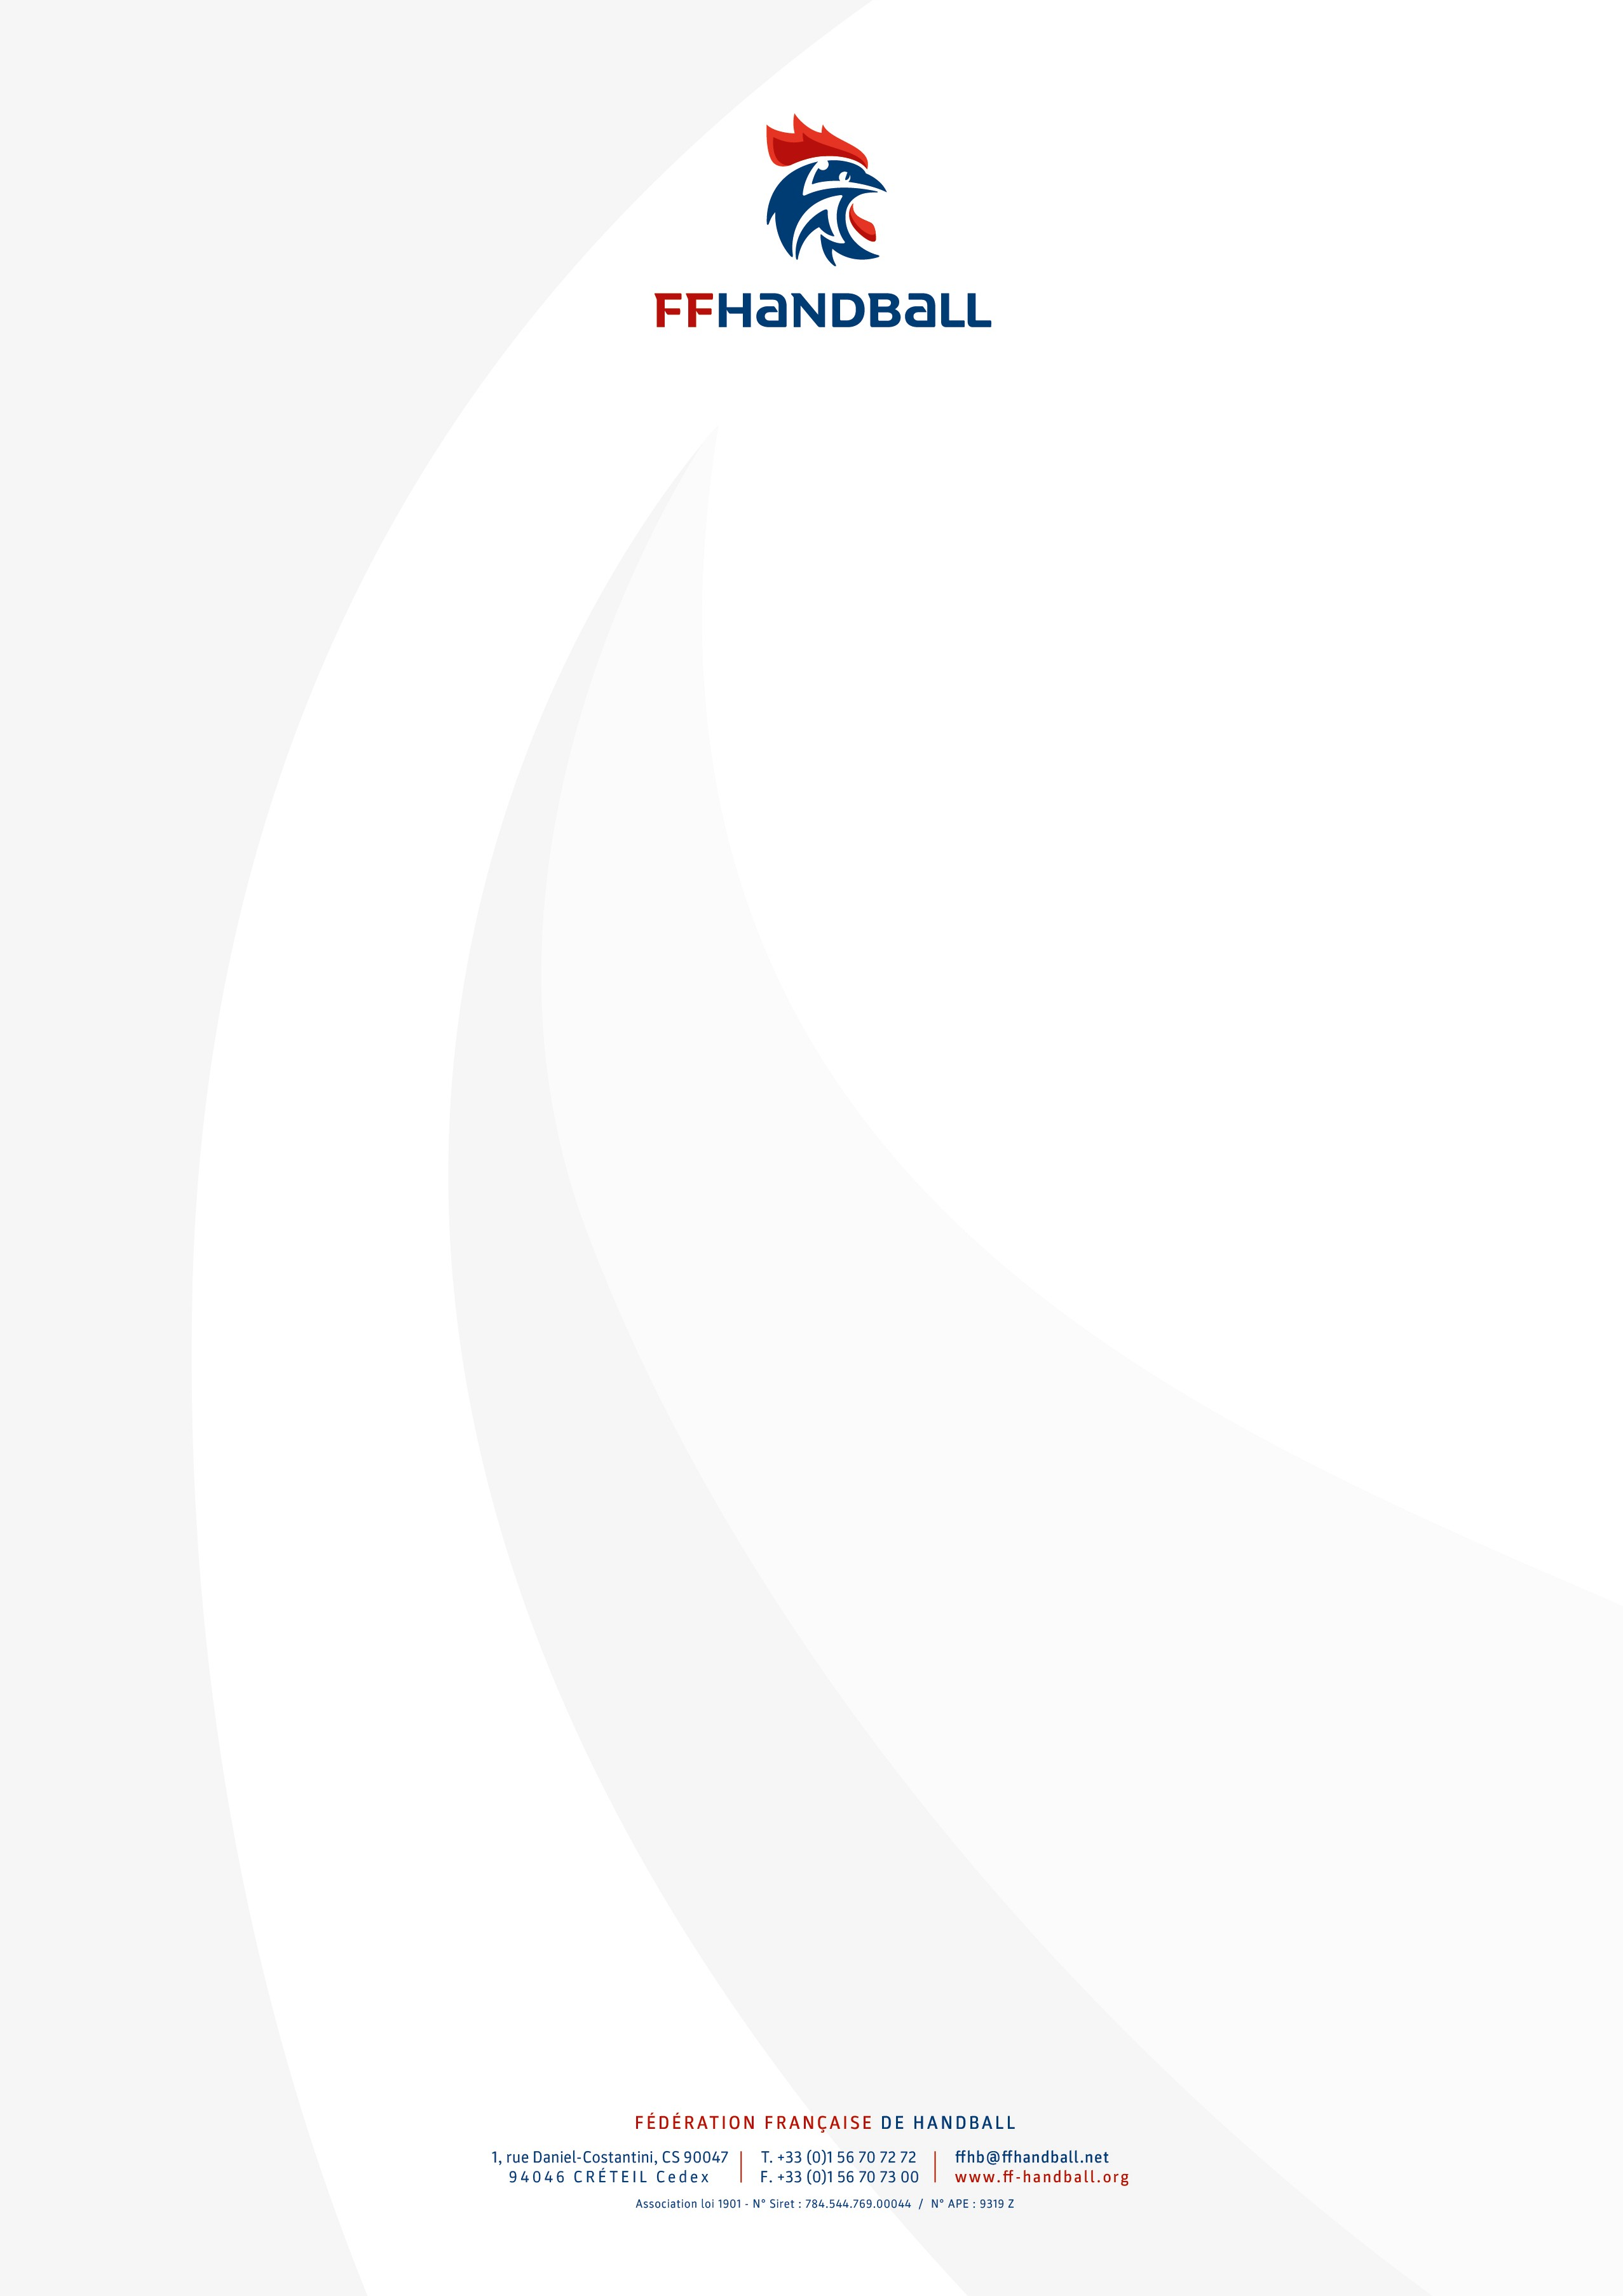 FFHANDBALL
FÉDÉRATION FRANÇAISE DE HANDBALL
1, rue Daniel-Costantini, CS 90047
94046 CRÉTEIL Cedex
T. +33 (0)1 56 70 72 72
F. +33 (0)1 56 70 73 00
ffhb@ffhandball.net
www.ff-handball.org
Association loi 1901 - N° Siret : 784.544.769.00044 / N° APE : 9319 Z